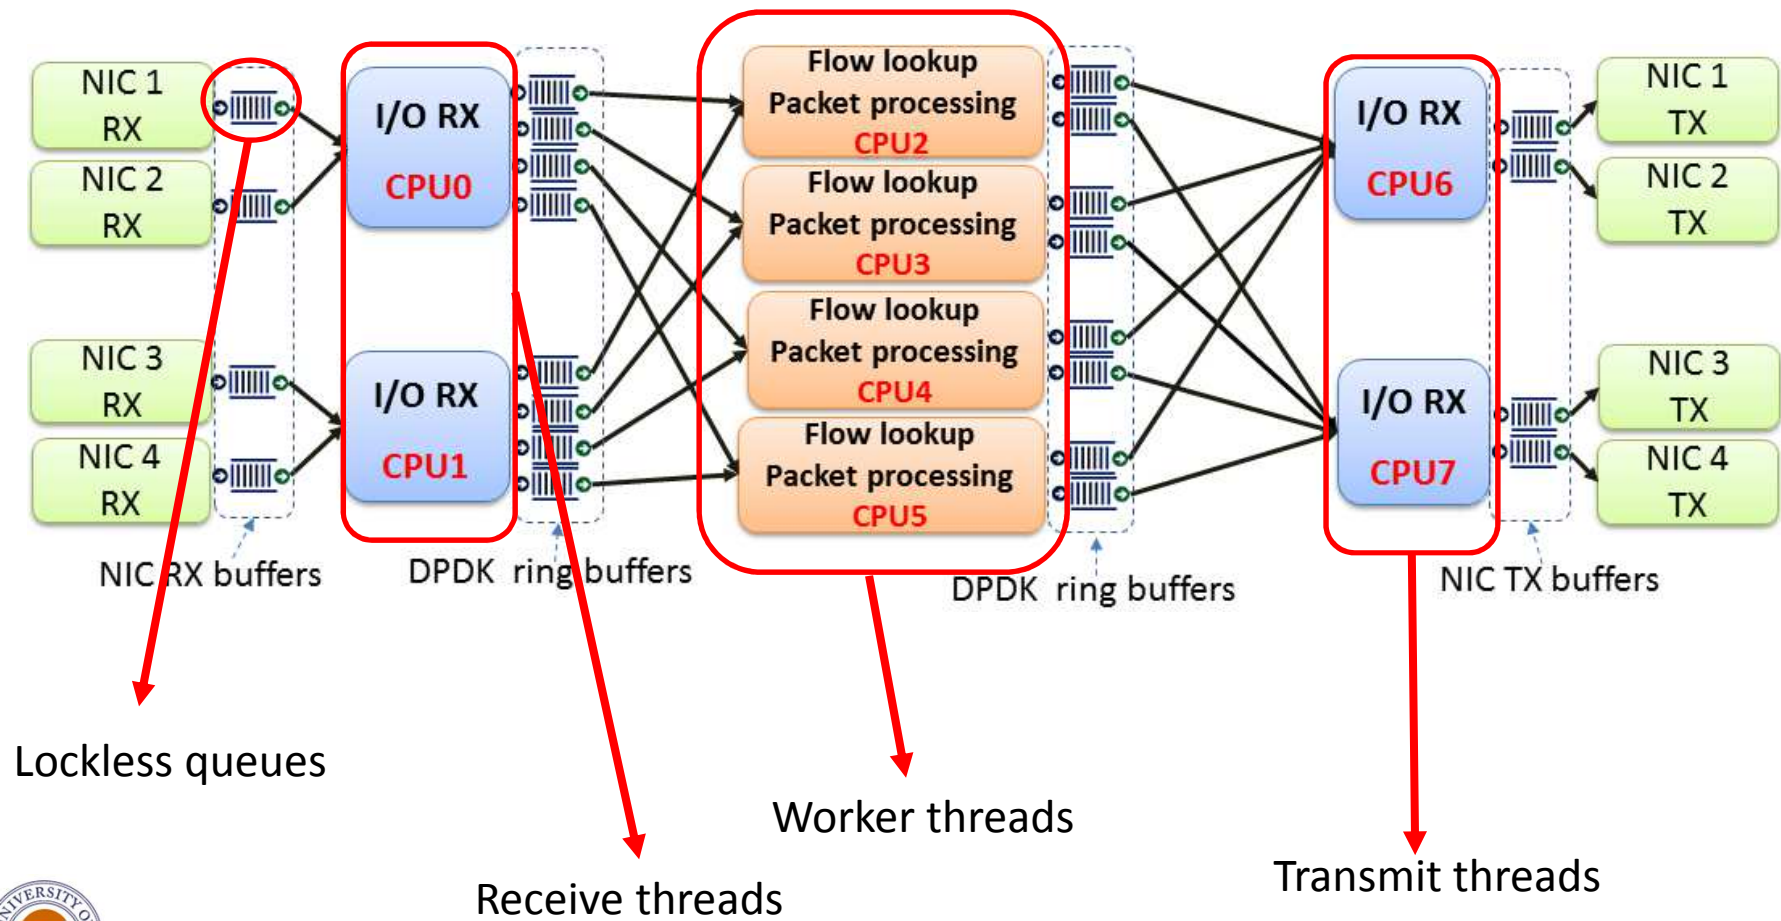 NIC 1
RX
NIC 2
RX
NIC 3
RX
NIC 4
RX
NIC RX buffers
I/O RX
CPU0
I/O RX
CPU1
DPDK ring buffers
Flow lookup
Packet processing
CPU2
Flow lookup
Packet processing
CPU3
Flow lookup
Packet processing
CPU4
Flow lookup
Packet processing
CPU5
DPDK ring buffers
I/O RX
CPU6
I/O RX
CPU7
NIC TX buffers
NIC 1
TX
NIC 2
TX
NIC 3
TX
NIC 4
TX
Lockless queues
Receive threads
Worker threads
Transmit threads